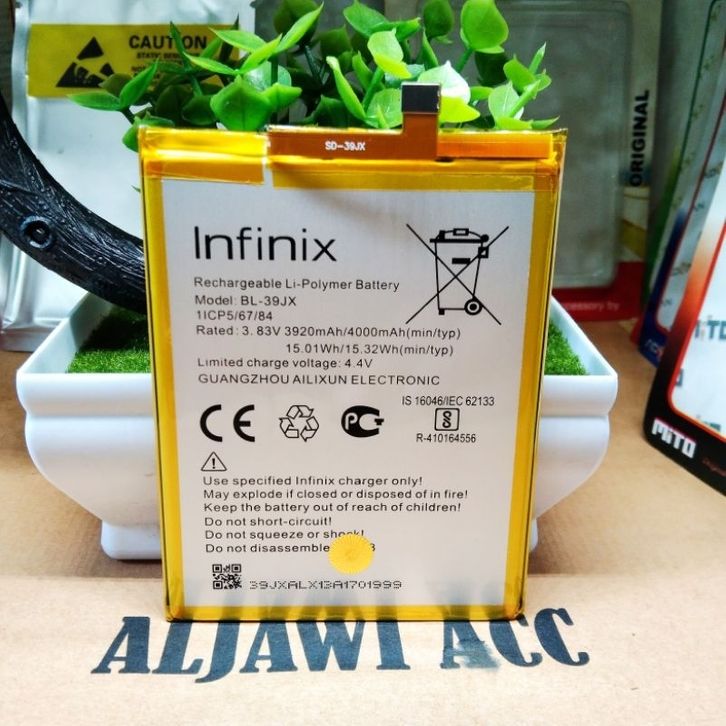 CAUTION
SD-39JX
ORIGINAL
Infinix
Rechargeable Li-Polymer Battery
Model: BL-39JX
1ICP5/67/84
Rated: 3.83V 3920mAh/4000mAh(min/typ)
15.01Wh/15.32Wh(min/typ)
Limited charge voltage: 4.4V
GUANGZHOU AILIXUN ELECTRONIC
IS 16046/IEC 62133
R-410164556
Use specified Infinix charger only!
May explode if closed or disposed of in fire!
Keep the battery out of reach of children!
Do not short-circuit!
Do not squeeze or shock!
Do not disassemble
39JXALX13A1701999
MITO
ALJAWI ACC